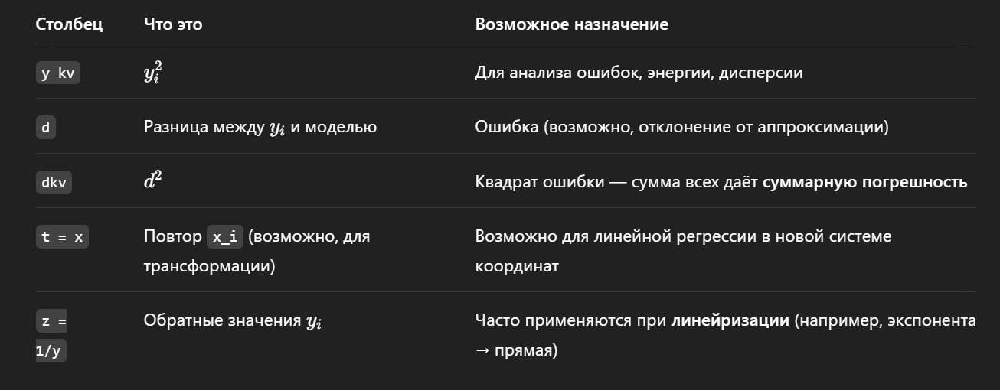 Столбец Что это Возможное назначение
y kv y_i^2 Для анализа ошибок, энергии, дисперсии
d Разница между y_i и моделью Ошибка (возможно, отклонение от аппроксимации)
dkv d^2 Квадрат ошибки — сумма всех даёт суммарную погрешность
t = x Повтор x_i (возможно, для Возможно для линейной регрессии в новой системе
трансформации) координат
z = Обратные значения y_i Часто применяются при линейризации (например, экспонента
1/y → прямая)